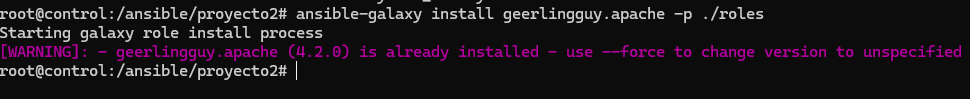 root@control:/ansible/proyecto2# ansible-galaxy install geerlingguy.apache -p ./roles
Starting galaxy role install process
[WARNING]: - geerlingguy.apache (4.2.0) is already installed - use --force to change version to unspecified
root@control:/ansible/proyecto2#